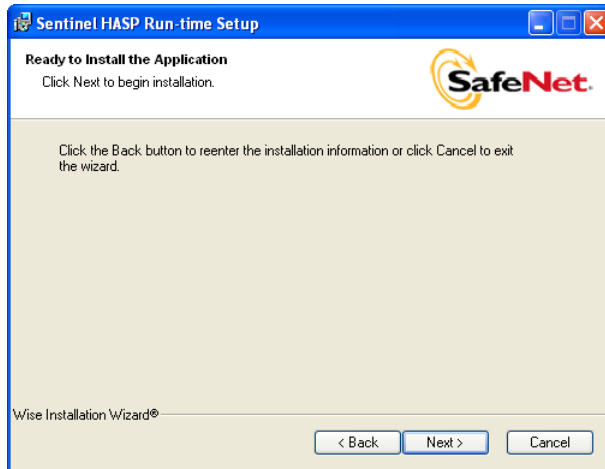 Sentinel HASP Run-time Setup
Ready to Install the Application
Click Next to begin installation.
SafeNet.
Click the Back button to reenter the installation information or click Cancel to exit
the wizard.
Wise Installation Wizard®
< Back
Next >
Cancel